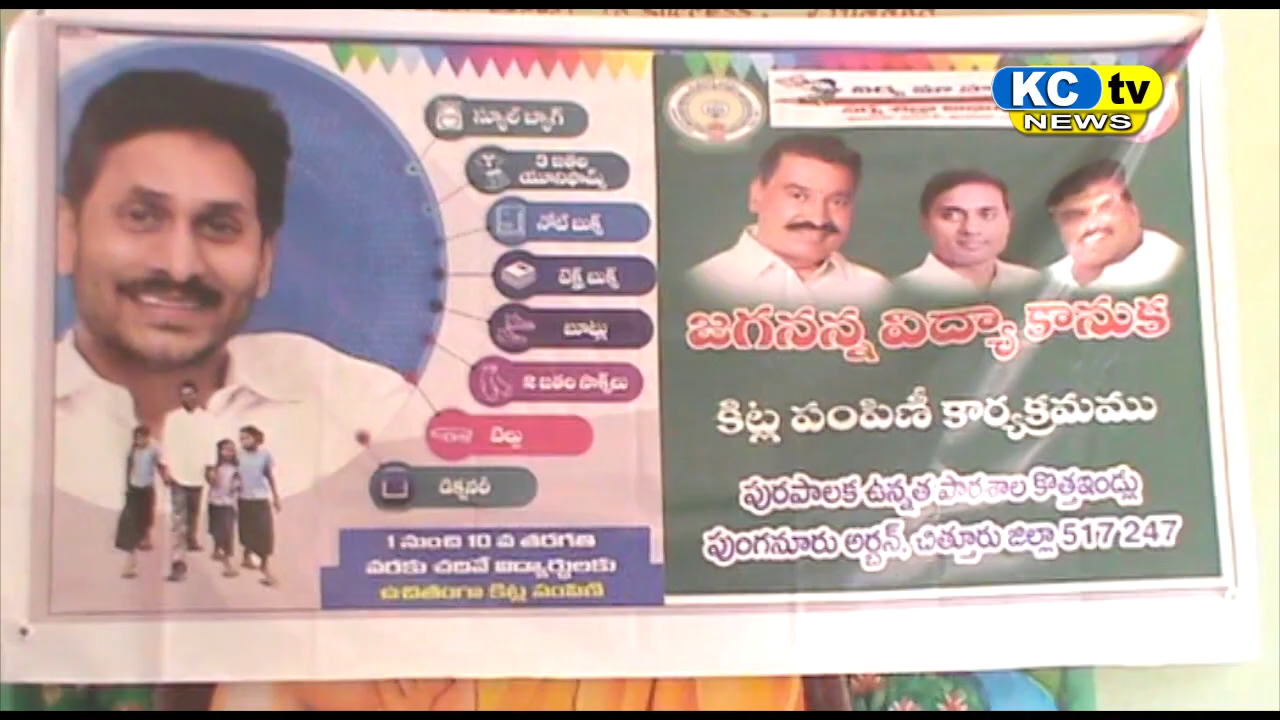 KC tv
NEWS
స్కూల్ బ్యాగ్
3 జతల
యూనిఫామ్స్
నోట్ బుక్స్
టెక్స్ట్ బుక్స్
బూట్లు
2 జతల సాక్స్‌లు
బెల్టు
డిక్షనరీ
1 నుంచి 10 వ తరగతి
వరకు చదివే విద్యార్థులకు
ఉచితంగా కిట్ల పంపిణీ
జగనన్న విద్యా కానుక
కిట్ల పంపిణీ కార్యక్రమము
పురపాలక ఉన్నత పాఠశాల కొత్తఇండ్లు
పుంగనూరు అర్బన్, చిత్తూరు జిల్లా 517 247